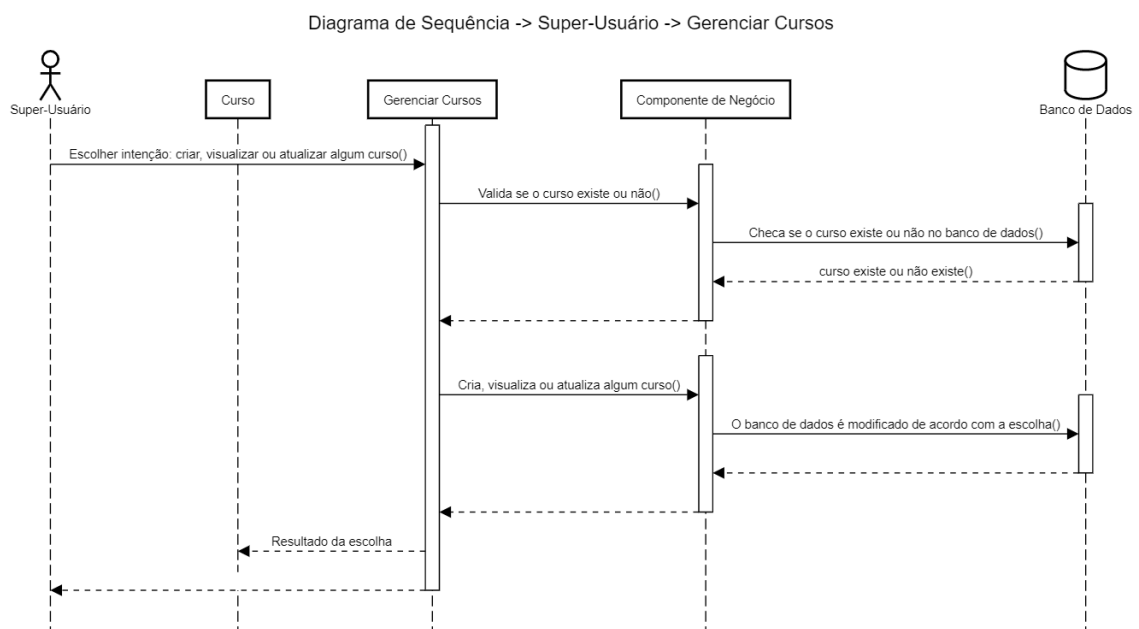 Diagrama de Sequência -> Super-Usuário -> Gerenciar Cursos
Super-Usuário
Curso
Gerenciar Cursos
Componente de Negócio
Banco de Dados
Escolher intenção: criar, visualizar ou atualizar algum curso()
Valida se o curso existe ou não()
Checa se o curso existe ou não no banco de dados()
curso existe ou não existe()
Cria, visualiza ou atualiza algum curso()
O banco de dados é modificado de acordo com a escolha()
Resultado da escolha